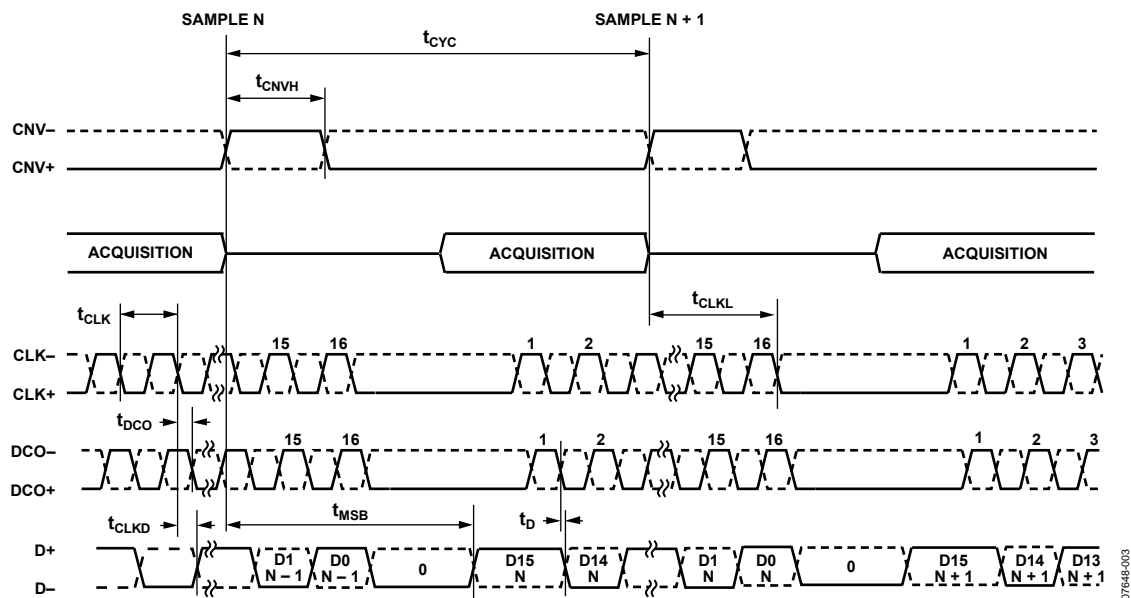 SAMPLE N SAMPLE N + 1
tCYC
tCNVH
CNV–
CNV+
ACQUISITION ACQUISITION ACQUISITION
tCLK tCLKL
15 16 1 2 15 16 1 2 3
CLK–
CLK+
tDCO
15 16 1 2 15 16 1 2 3
DCO–
DCO+
tCLKD tMSB tD
D+
D1 N – 1 D0 N – 1 0 D15 N D14 N D1 N D0 N 0 D15 N + 1 D14 N + 1 D13 N + 1
D–
07648-003